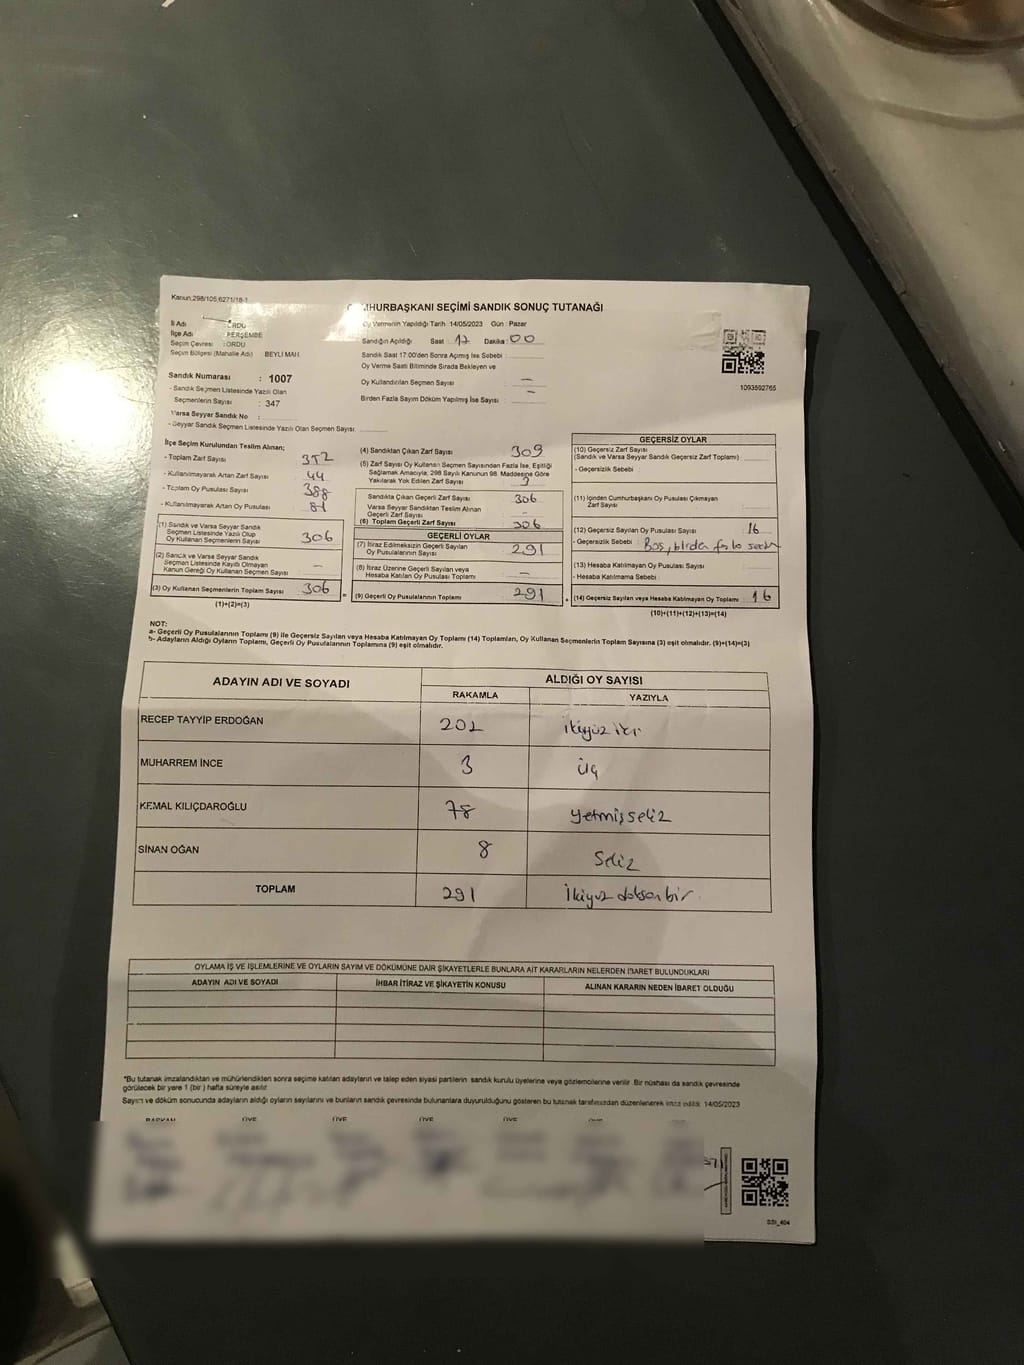 Kanun;298/105,6271/18-1
HURBAŞKANI SEÇİMİ SANDIK SONUÇ TUTANAĞI
İli Adı : ORDU
İlçe Adı : PERŞEMBE
Seçim Çevresi : ORDU
Seçim Bölgesi (Mahalle Adı) BEYLİ MAH.
Oy Vermenin Yapıldığı Tarih :14/05/2023 Gün : Pazar
Sandığın Açıldığı Saat : 17 Dakika : 00
Sandık Saat 17:00'den Sonra Açımış İse Sebebi :
Oy Verme Saati Bitiminde Sırada Bekleyen ve
Oy Kullandırılan Seçmen Sayısı : —
Birden Fazla Sayım Döküm Yapılmış İse Sayısı : —
1093592765
Sandık Numarası : 1007
- Sandık Seçmen Listesinde Yazılı Olan
Seçmenlerin Sayısı : 347
Varsa Seyyar Sandık No :
- Seyyar Sandık Seçmen Listesinde Yazılı Olan Seçmen Sayısı:
İlçe Seçim Kurulundan Teslim Alınan;
- Toplam Zarf Sayısı 352
- Kullanılmayarak Artan Zarf Sayısı 44
- Toplam Oy Pusulası Sayısı 388
- Kullanılmayarak Artan Oy Pusulası 81
(1) Sandık ve Varsa Seyyar Sandık
Seçmen Listesinde Yazılı Olup
Oy Kullanan Seçmenlerin Sayısı 306
(2) Sandık ve Varsa Seyyar Sandık
Seçmen Listesinde Kayıtlı Olmayan
Kanun Gereği Oy Kullanan Seçmen Sayısı —
(3) Oy Kullanan Seçmenlerin Toplam Sayısı 306
(1)+(2)=(3)
(4) Sandıktan Çıkan Zarf Sayısı 309
(5) Zarf Sayısı Oy Kullanan Seçmen Sayısından Fazla İse, Eşitliği
Sağlamak Amacıyla, 298 Sayılı Kanunun 98. Maddesine Göre
Yakılarak Yok Edilen Zarf Sayısı 3
Sandıkta Çıkan Geçerli Zarf Sayısı 306
Varsa Seyyar Sandıktan Teslim Alınan
Geçerli Zarf Sayısı —
(6) Toplam Geçerli Zarf Sayısı 306
GEÇERLİ OYLAR
(7) İtiraz Edilmeksizin Geçerli Sayılan
Oy Pusulalarının Sayısı 291
(8) İtiraz Üzerine Geçerli Sayılan veya
Hesaba Katılan Oy Pusulası Toplamı —
(9) Geçerli Oy Pusulalarının Toplamı 291
GEÇERSİZ OYLAR
(10) Geçersiz Zarf Sayısı
(Sandık ve Varsa Seyyar Sandık Geçersiz Zarf Toplamı)
- Geçersizlik Sebebi
(11) İçinden Cumhurbaşkanı Oy Pusulası Çıkmayan
Zarf Sayısı
(12) Geçersiz Sayılan Oy Pusulası Sayısı 16
- Geçersizlik Sebebi : Boş, birden fazla
(13) Hesaba Katılmayan Oy Pusulası Sayısı
- Hesaba Katılmama Sebebi
(14) Geçersiz Sayılan veya Hesaba Katılmayan Oy Toplamı 16
(10)+(11)+(12)+(13)=(14)
NOT:
a- Geçerli Oy Pusulalarının Toplamı (9) ile Geçersiz Sayılan veya Hesaba Katılmayan Oy Toplamı (14) Toplamları, Oy Kullanan Seçmenlerin Toplam Sayısına (3) eşit olmalıdır. (9)+(14)=(3)
b- Adayların Aldığı Oyların Toplamı, Geçerli Oy Pusulalarının Toplamına (9) eşit olmalıdır.
ADAYIN ADI VE SOYADI
ALDIĞI OY SAYISI
RAKAMLA YAZIYLA
RECEP TAYYİP ERDOĞAN 202 ikiyüz iki
MUHARREM İNCE 3 üç
KEMAL KILIÇDAROĞLU 78 yetmişsekiz
SİNAN OĞAN 8 Sekiz
TOPLAM 291 İkiyüz doksanbir
OYLAMA İŞ VE İŞLEMLERİNE VE OYLARIN SAYIM VE DÖKÜMÜNE DAİR ŞİKAYETLERLE BUNLARA AİT KARARLARIN NELERDEN İBARET BULUNDUKLARI
ADAYIN ADI VE SOYADI İHBAR İTİRAZ VE ŞİKAYETİN KONUSU ALINAN KARARIN NEDEN İBARET OLDUĞU
*Bu tutanak imzalandıktan ve mühürlendikten sonra seçime katılan adayların ve talep eden siyasi partilerin sandık kurulu üyelerine veya gözlemcilerine verilir. Bir nüshası da sandık çevresinde
görülecek bir yere 1 (bir) hafta süreyle asılır.
Sayım ve döküm sonucunda adayların aldığı oyların sayılarını ve bunların sandık çevresinde bulunanlara duyurulduğunu gösteren bu tutanak tarafımızdan düzenlenerek imza edildi. 14/05/2023
BAŞKAN ÜYE ÜYE ÜYE ÜYE ÜYE
SSI_404